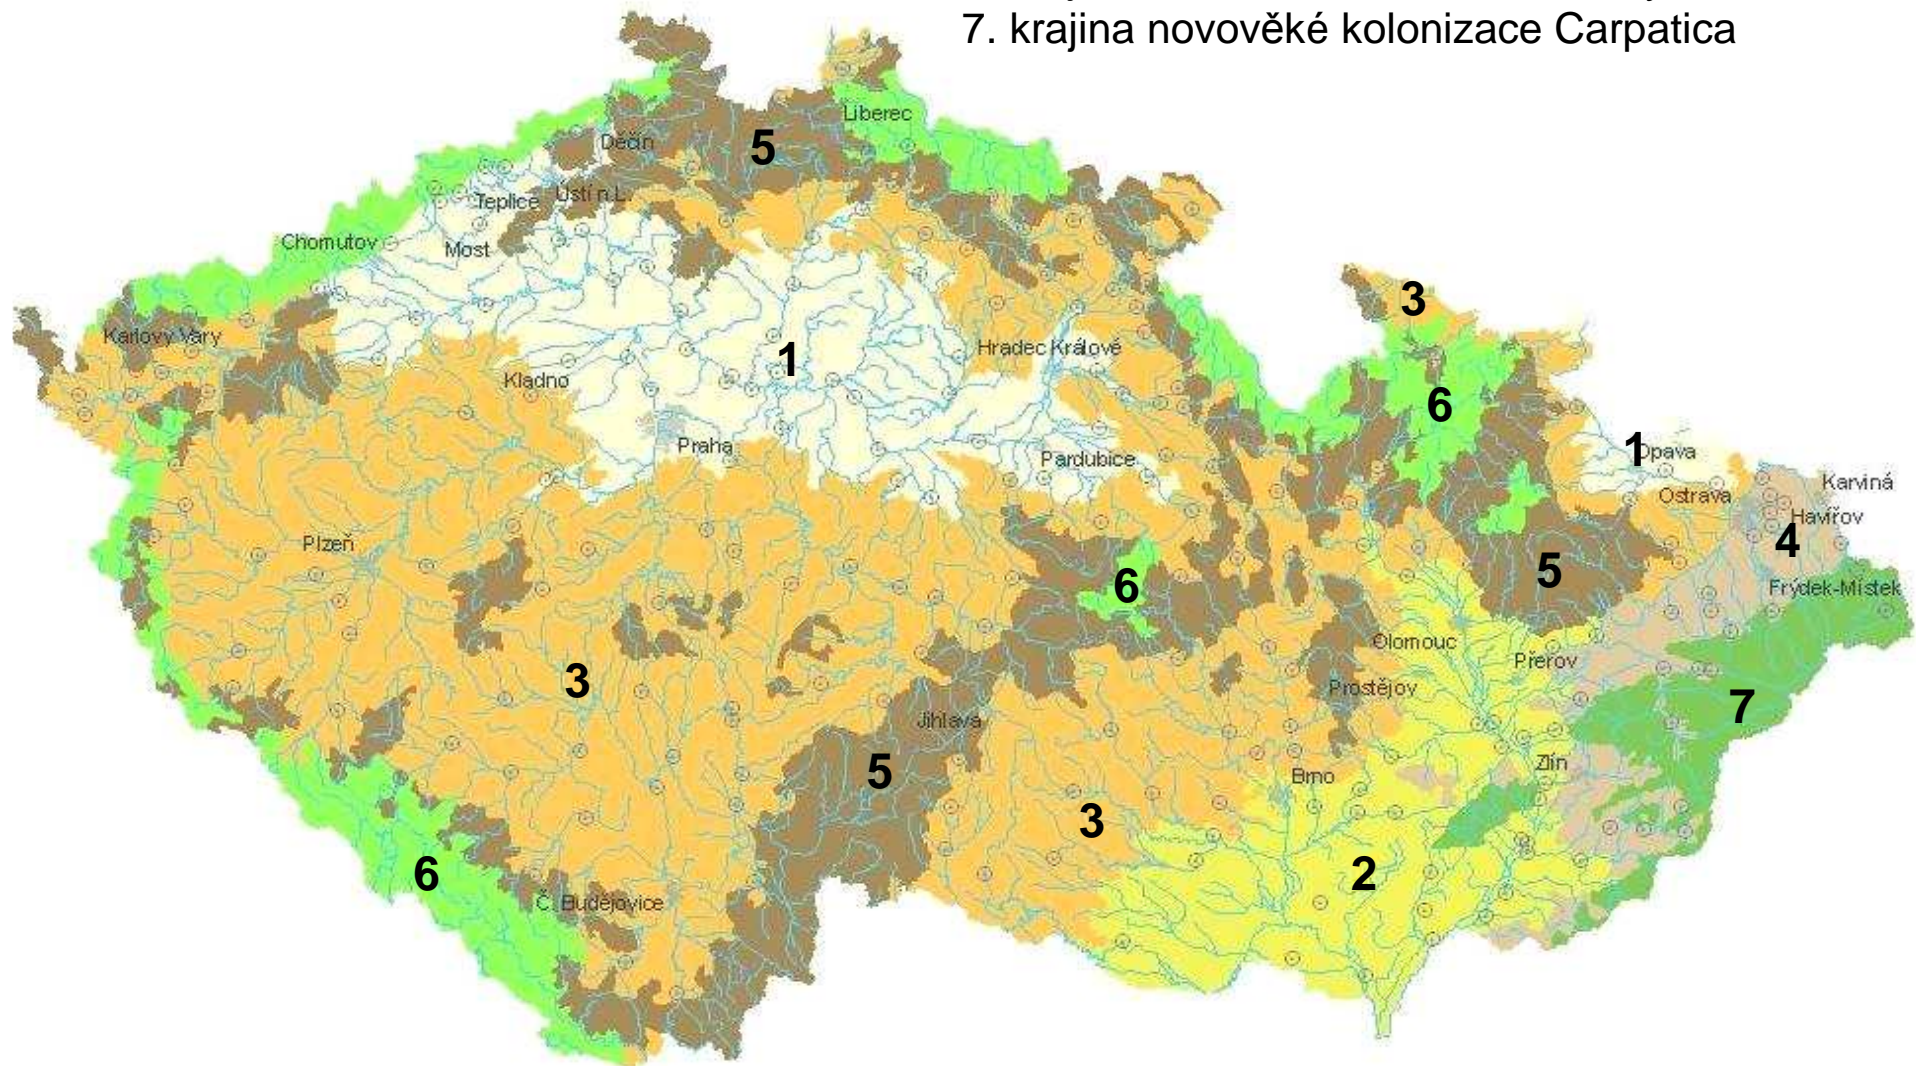 7. krajina novověké kolonizace Carpatica
Liberec
Děčín
5
Teplice
Ústí n.L.
Chomutov
Most
3
Karlovy Vary
Hradec Králové
1
Kladno
6
Praha
Pardubice
1
Opava
Karviná
Ostrava
Havířov
4
Plzeň
5
6
Frýdek-Místek
Olomouc
Přerov
3
Prostějov
7
Jihlava
5
Zlín
Brno
3
6
2
Č. Budějovice